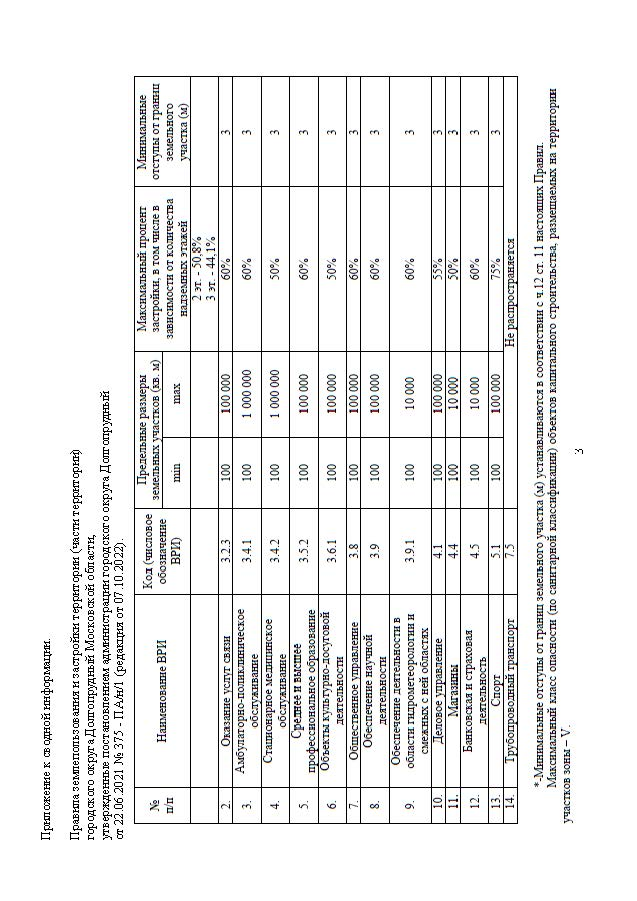 Приложение к сводной информации.
Правила землепользования и застройки территории (части территории)
городского округа Долгопрудный Московской области,
утвержденные постановлением администрации городского округа Долгопрудный
от 22.06.2021 № 375 - ПА/н/1 (редакция от 07.10.2022).
№ п/п | Наименование ВРИ | Код (числовое обозначение ВРИ) | Предельные размеры земельных участков (кв. м) min | max | Максимальный процент застройки, в том числе в зависимости от количества надземных этажей | Минимальные отступы от границ земельного участка (м)
2 эт. - 50,8%
3 эт. - 44,1%
2. | Оказание услуг связи | 3.2.3 | 100 | 100 000 | 60% | 3
3. | Амбулаторно-поликлиническое обслуживание | 3.4.1 | 100 | 1 000 000 | 60% | 3
4. | Стационарное медицинское обслуживание | 3.4.2 | 100 | 1 000 000 | 50% | 3
5. | Среднее и высшее профессиональное образование | 3.5.2 | 100 | 100 000 | 60% | 3
6. | Объекты культурно-досуговой деятельности | 3.6.1 | 100 | 100 000 | 50% | 3
7. | Общественное управление | 3.8 | 100 | 100 000 | 60% | 3
8. | Обеспечение научной деятельности | 3.9 | 100 | 100 000 | 60% | 3
9. | Обеспечение деятельности в области гидрометеорологии и смежных с ней областях | 3.9.1 | 100 | 10 000 | 60% | 3
10. | Деловое управление | 4.1 | 100 | 100 000 | 55% | 3
11. | Магазины | 4.4 | 100 | 10 000 | 50% | 3
12. | Банковская и страховая деятельность | 4.5 | 100 | 10 000 | 60% | 3
13. | Спорт | 5.1 | 100 | 100 000 | 75% | 3
14. | Трубопроводный транспорт | 7.5 | Не распространяется
*-Минимальные отступы от границ земельного участка (м) устанавливаются в соответствии с ч.12 ст. 11 настоящих Правил.
Максимальный класс опасности (по санитарной классификации) объектов капитального строительства, размещаемых на территории
участков зоны – V.
3